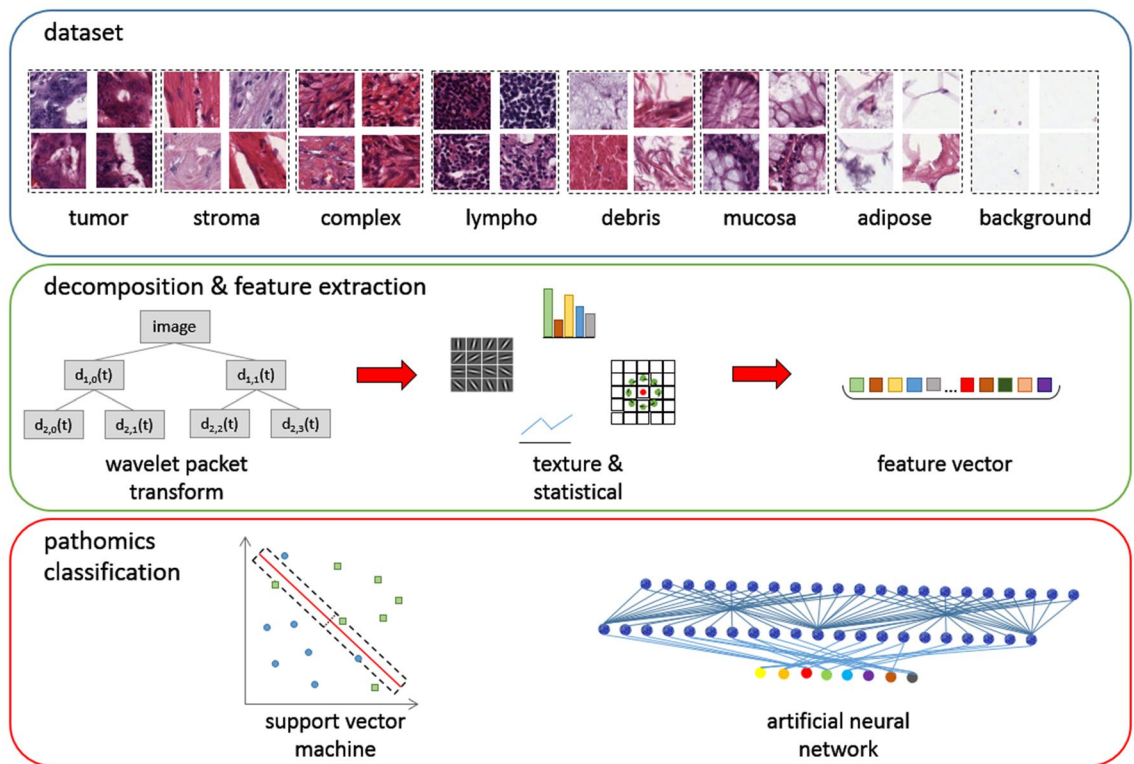 dataset
tumor stroma complex lympho debris mucosa adipose background
decomposition & feature extraction
image
d1,0(t) d1,1(t)
d2,0(t) d2,1(t) d2,2(t) d2,3(t)
...
wavelet packet
transform
texture &
statistical
feature vector
pathomics
classification
support vector
machine
artificial neural
network